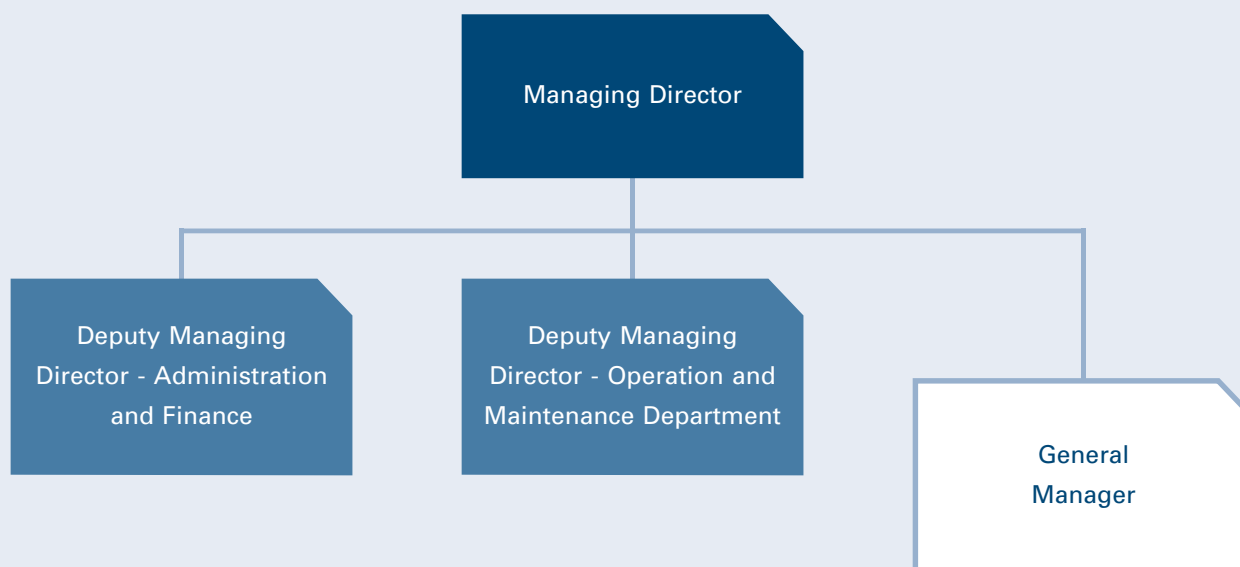 Managing Director
Deputy Managing
Director - Administration
and Finance
Deputy Managing
Director - Operation and
Maintenance Department
General
Manager